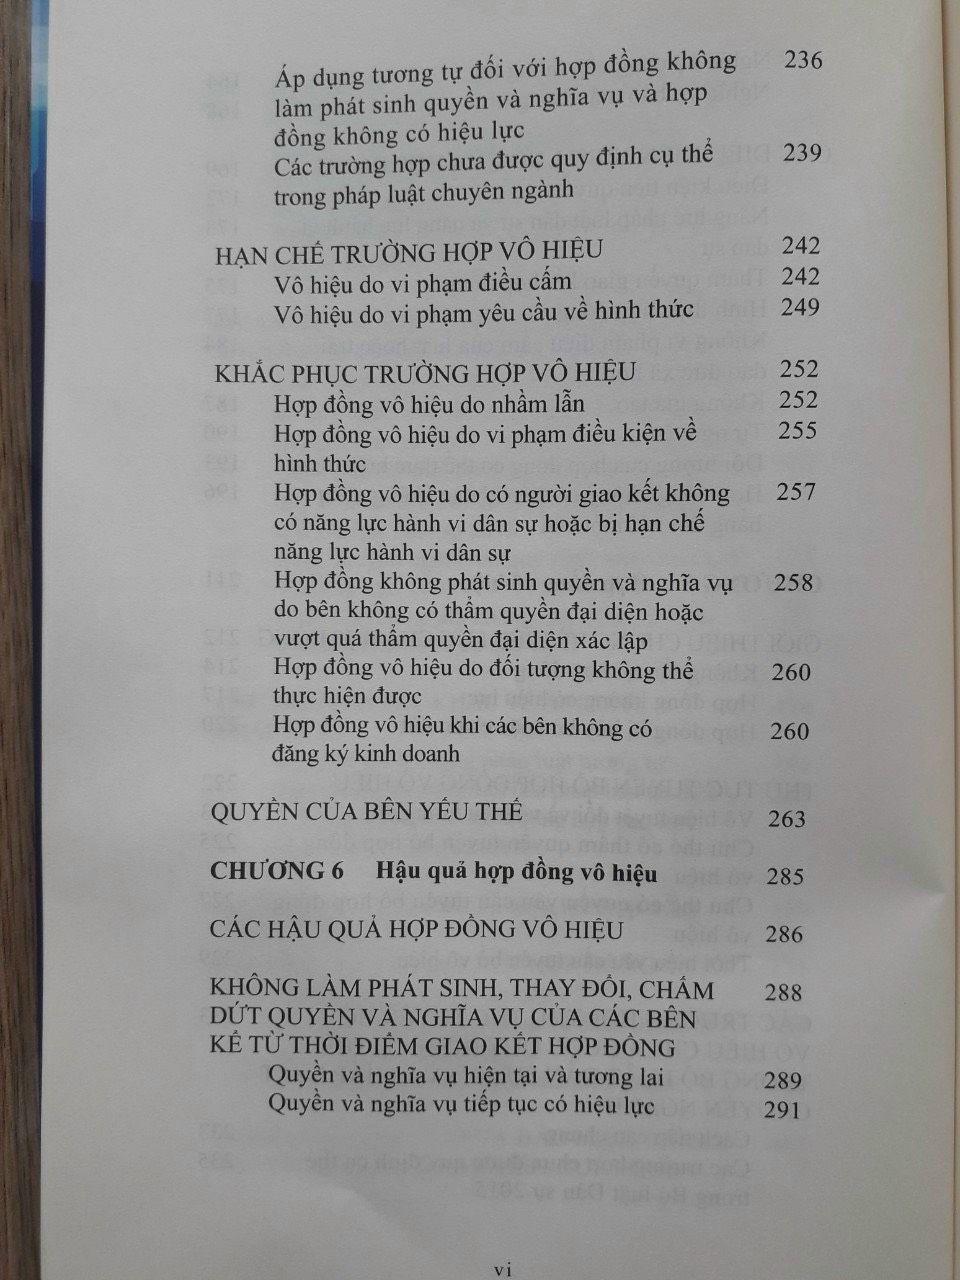 Áp dụng tương tự đối với hợp đồng không 236
làm phát sinh quyền và nghĩa vụ và hợp
đồng không có hiệu lực
Các trường hợp chưa được quy định cụ thể 239
trong pháp luật chuyên ngành
HẠN CHẾ TRƯỜNG HỢP VÔ HIỆU 242
Vô hiệu do vi phạm điều cấm 242
Vô hiệu do vi phạm yêu cầu về hình thức 249
KHẮC PHỤC TRƯỜNG HỢP VÔ HIỆU 252
Hợp đồng vô hiệu do nhầm lẫn 252
Hợp đồng vô hiệu do vi phạm điều kiện về 255
hình thức
Hợp đồng vô hiệu do có người giao kết không 257
có năng lực hành vi dân sự hoặc bị hạn chế
năng lực hành vi dân sự
Hợp đồng không phát sinh quyền và nghĩa vụ 258
do bên không có thẩm quyền đại diện hoặc
vượt quá thẩm quyền đại diện xác lập
Hợp đồng vô hiệu do đối tượng không thể 260
thực hiện được
Hợp đồng vô hiệu khi các bên không có 260
đăng ký kinh doanh
QUYỀN CỦA BÊN YẾU THẾ 263
CHƯƠNG 6 Hậu quả hợp đồng vô hiệu 285
CÁC HẬU QUẢ HỢP ĐỒNG VÔ HIỆU 286
KHÔNG LÀM PHÁT SINH, THAY ĐỔI, CHẤM 288
DỨT QUYỀN VÀ NGHĨA VỤ CỦA CÁC BÊN
KỂ TỪ THỜI ĐIỂM GIAO KẾT HỢP ĐỒNG
Quyền và nghĩa vụ hiện tại và tương lai 289
Quyền và nghĩa vụ tiếp tục có hiệu lực 291
vi